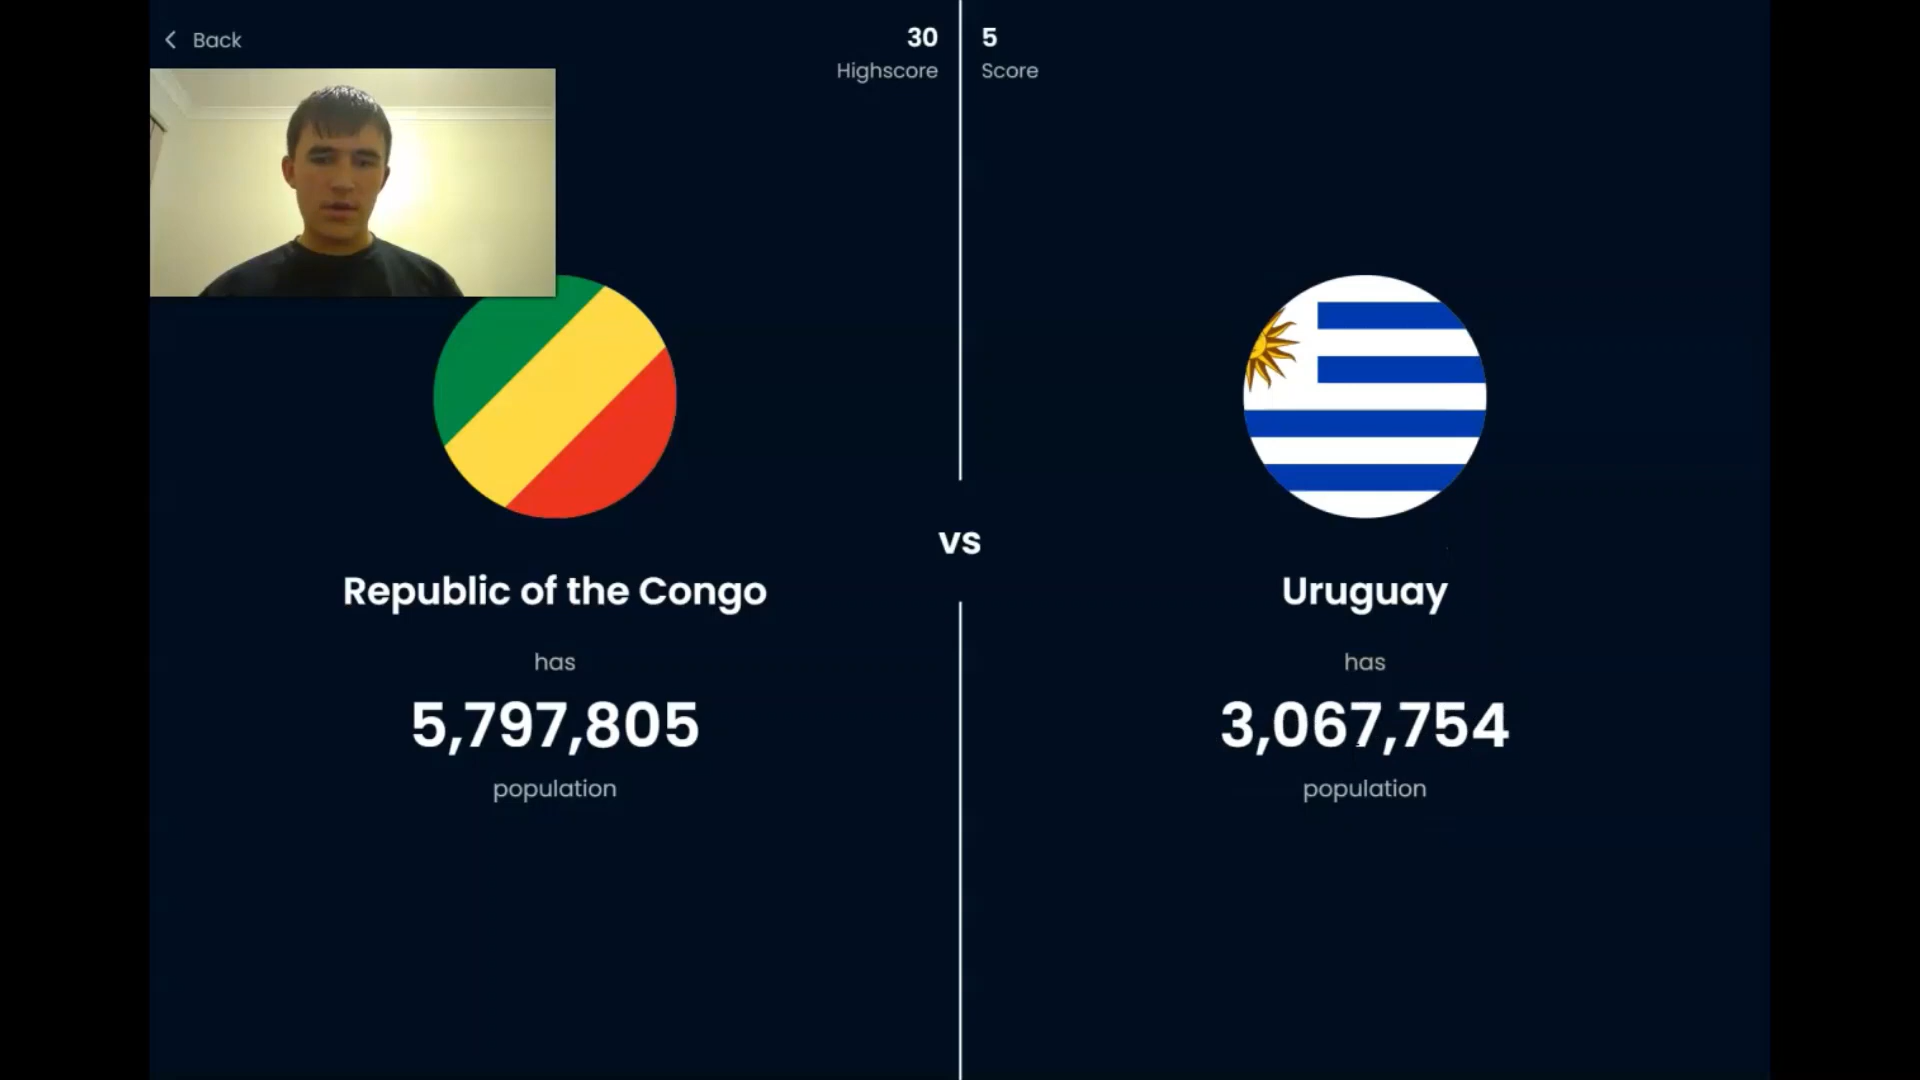 Back
30
Highscore
5
Score
vs
Republic of the Congo
has
5,797,805
population
Uruguay
has
3,067,754
population